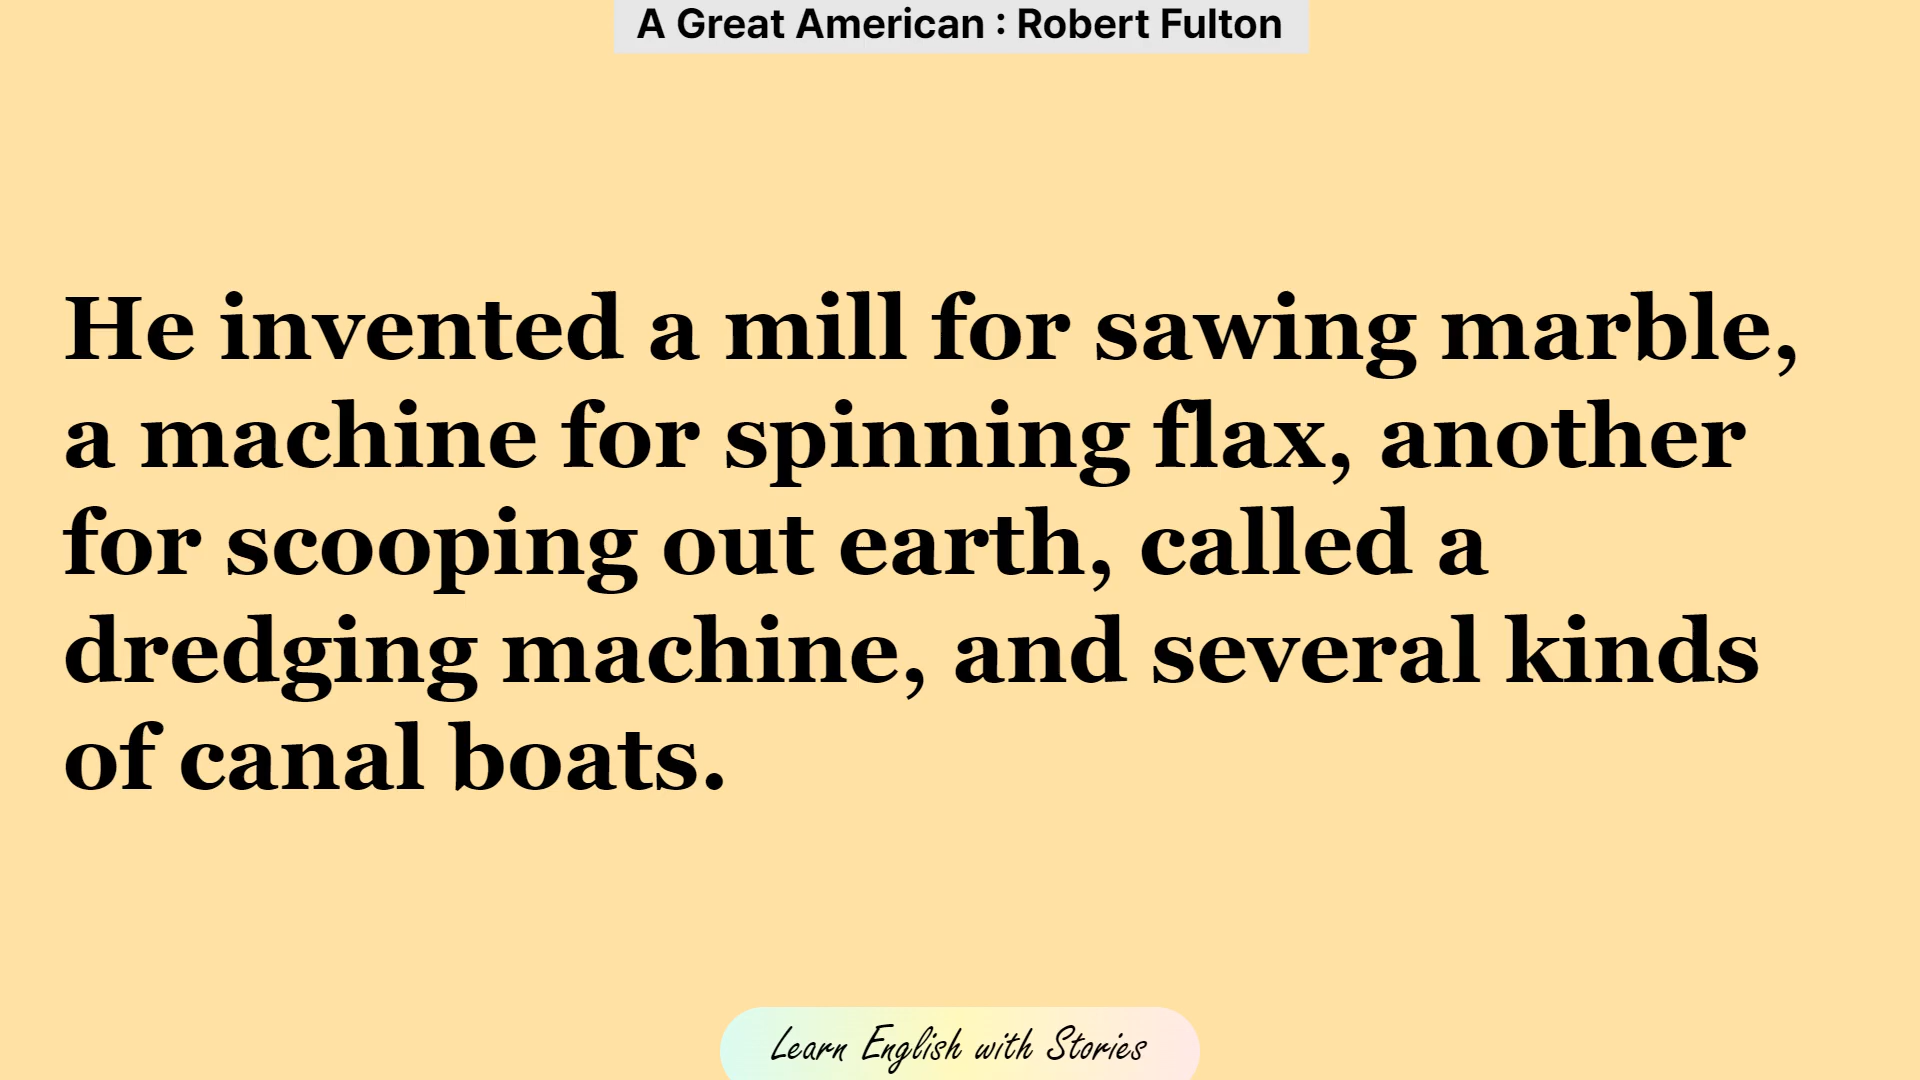 A Great American : Robert Fulton
He invented a mill for sawing marble,
a machine for spinning flax, another
for scooping out earth, called a
dredging machine, and several kinds
of canal boats.
Learn English with Stories